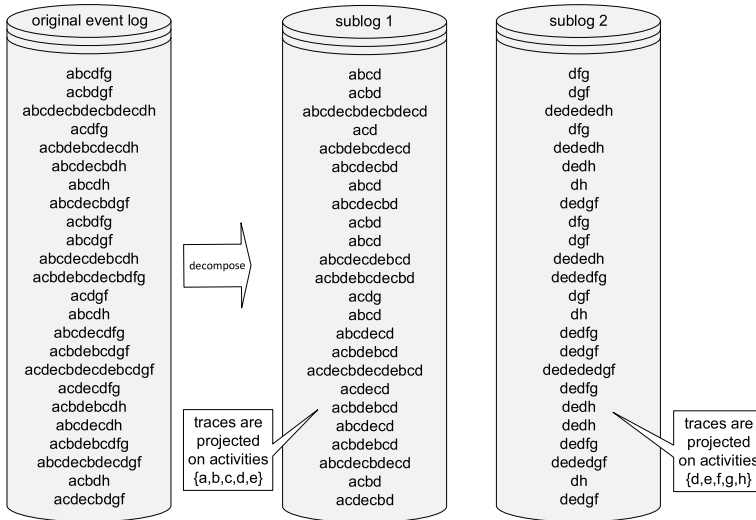 original event log
abcdfg
acbdgf
abcdecbdecbdecdh
acdfg
acbdebcdecdh
abcdecbdh
abcdh
abcdecbdgf
acbdfg
abcdgf
abcdecdebcdh
acbdebcdecbdfg
acdgf
abcdh
abcdecdfg
acbdebcdgf
acdecbdecdebcdgf
acdecdfg
acbdebcdh
abcdecdh
acbdebcdfg
abcdecbdecdgf
acbdh
acdecbdgf
decompose
sublog 1
abcd
acbd
abcdecbdecbdecd
acd
acbdebcdecd
abcdecbd
abcd
abcdecbd
acbd
abcd
abcdecdebcd
acbdebcdecbd
acdg
abcd
abcdecd
acbdebcd
acdecbdecdebcd
acdecd
acbdebcd
abcdecd
acbdebcd
abcdecbdecd
acbd
acdecbd
traces are
projected
on activities
{a,b,c,d,e}
sublog 2
dfg
dgf
dedededh
dfg
dededh
dedh
dh
dedgf
dfg
dgf
dededh
dededfg
dgf
dh
dedfg
dedgf
dedededgf
dedfg
dedh
dedh
dedfg
dededgf
dh
dedgf
traces are
projected
on activities
{d,e,f,g,h}